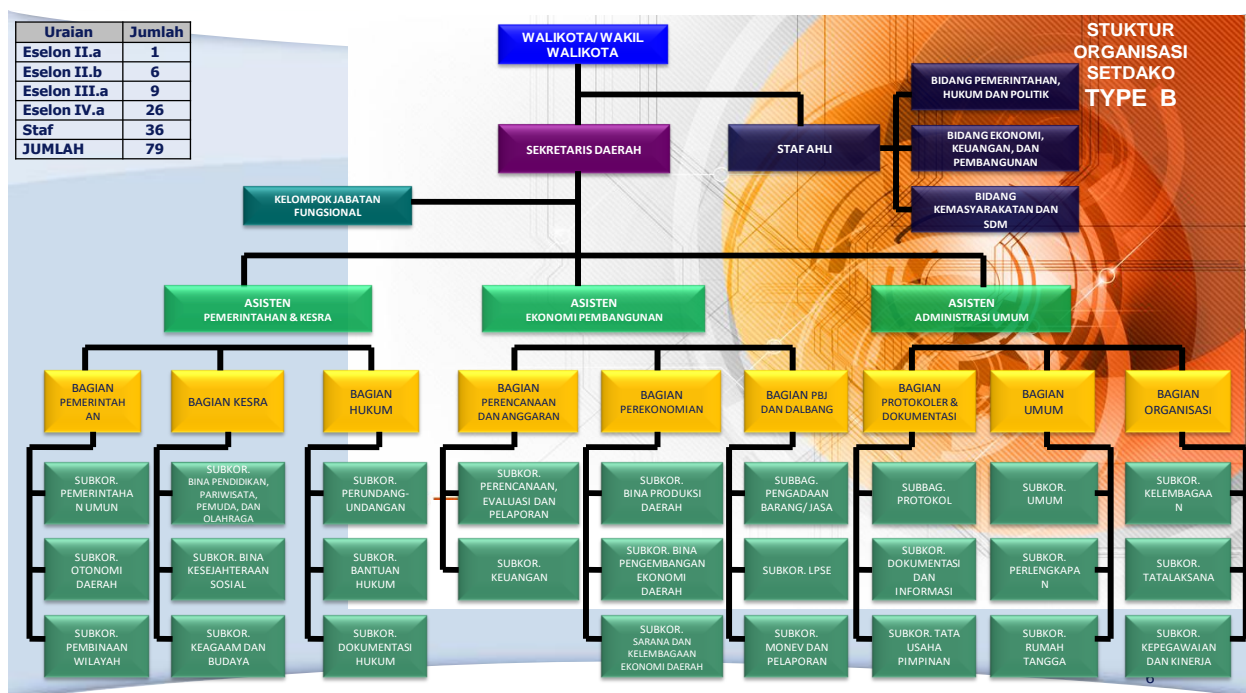 Uraian Jumlah
Eselon II.a 1
Eselon II.b 6
Eselon III.a 9
Eselon IV.a 26
Staf 36
JUMLAH 79
STUKTUR
ORGANISASI
SETDAKO
TYPE B
WALIKOTA/ WAKIL
WALIKOTA
BIDANG PEMERINTAHAN,
HUKUM DAN POLITIK
SEKRETARIS DAERAH
STAF AHLI
BIDANG EKONOMI,
KEUANGAN, DAN
PEMBANGUNAN
KELOMPOK JABATAN
FUNGSIONAL
BIDANG
KEMASYARAKATAN DAN
SDM
ASISTEN
PEMERINTAHAN & KESRA
ASISTEN
EKONOMI PEMBANGUNAN
ASISTEN
ADMINISTRASI UMUM
BAGIAN
PEMERINTAH
AN
BAGIAN KESRA
BAGIAN
HUKUM
BAGIAN
PERENCANAAN
DAN ANGGARAN
BAGIAN
PEREKONOMIAN
BAGIAN PBJ
DAN DALBANG
BAGIAN
PROTOKOLER &
DOKUMENTASI
BAGIAN
UMUM
BAGIAN
ORGANISASI
SUBKOR.
PEMERINTAHA
N UMUN
SUBKOR.
BINA PENDIDIKAN,
PARIWISATA,
PEMUDA, DAN
OLAHRAGA
SUBKOR.
PERUNDANG-
UNDANGAN
SUBKOR.
PERENCANAAN,
EVALUASI DAN
PELAPORAN
SUBKOR.
BINA PRODUKSI
DAERAH
SUBBAG.
PENGADAAN
BARANG/ JASA
SUBBAG.
PROTOKOL
SUBKOR.
UMUM
SUBKOR.
KELEMBAGAA
N
SUBKOR.
OTONOMI
DAERAH
SUBKOR. BINA
KESEJAHTERAAN
SOSIAL
SUBKOR.
BANTUAN
HUKUM
SUBKOR.
KEUANGAN
SUBKOR. BINA
PENGEMBANGAN
EKONOMI
DAERAH
SUBKOR. LPSE
SUBKOR.
DOKUMENTASI
DAN
INFORMASI
SUBKOR.
PERLENGKAPA
N
SUBKOR.
TATALAKSANA
SUBKOR.
PEMBINAAN
WILAYAH
SUBKOR.
KEAGAAM DAN
BUDAYA
SUBKOR.
DOKUMENTASI
HUKUM
SUBKOR.
SARANA DAN
KELEMBAGAAN
EKONOMI DAERAH
SUBKOR.
MONEV DAN
PELAPORAN
SUBKOR. TATA
USAHA
PIMPINAN
SUBKOR.
RUMAH
TANGGA
SUBKOR.
KEPEGAWAIAN
DAN KINERJA